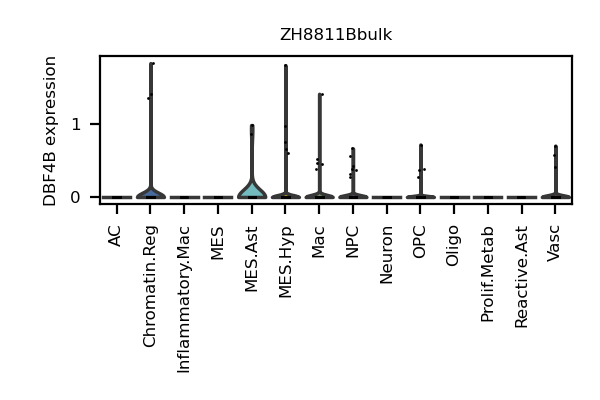 ZH8811Bbulk
DBF4B expression
1
0
AC
Chromatin.Reg
Inflammatory.Mac
MES
MES.Ast
MES.Hyp
Mac
NPC
Neuron
OPC
Oligo
Prolif.Metab
Reactive.Ast
Vasc